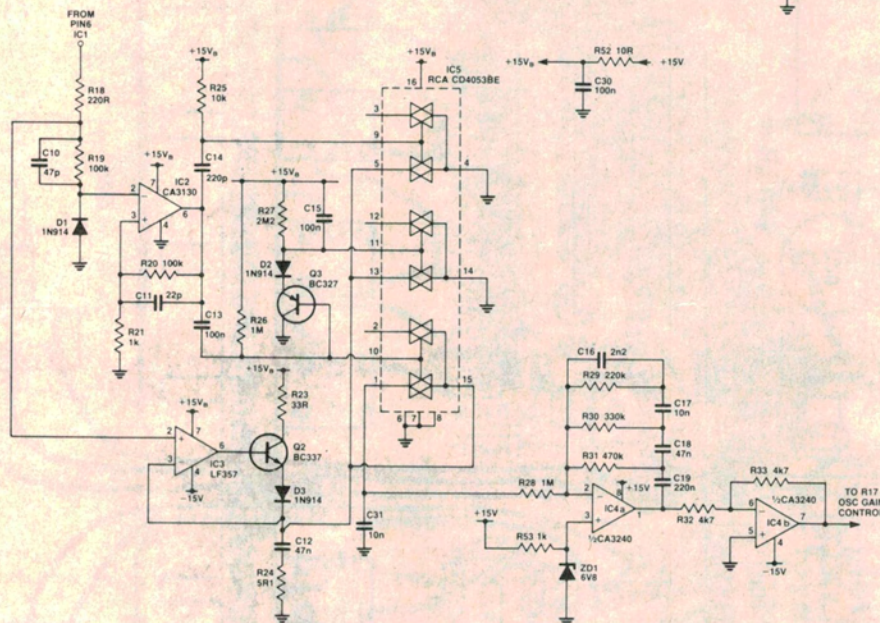 FROM
PIN6
IC1
R18
220R
C10
47p
R19
100k
D1
1N914
+15VB
2
3
7
4
6
IC2
CA3130
R20 100k
C11 22p
R21
1k
+15VB
R25
10k
C14
220p
C13
100n
R26
1M
+15VB
R27
2M2
C15
100n
D2
1N914
Q3
BC327
+15VB
R23
33R
+15VB
2
3
7
4
6
IC3
LF357
-15V
Q2
BC337
D3
1N914
C12
47n
R24
5R1
IC5
RCA CD4053BE
+15VB
16
3
9
5
4
12
11
13
14
2
10
1
15
6
7
8
+15VB
R52 10R
+15V
C30
100n
C31
10n
R28 1M
+15V
R53 1k
ZD1
6V8
C16 2n2
R29 220k
C17
10n
R30 330k
C18
47n
R31 470k
C19
220n
2
3
8
+15V
1
IC4a
½CA3240
R32 4k7
R33 4k7
½CA3240
6
5
7
4
IC4 b
-15V
TO R17
OSC GAIN
CONTROL